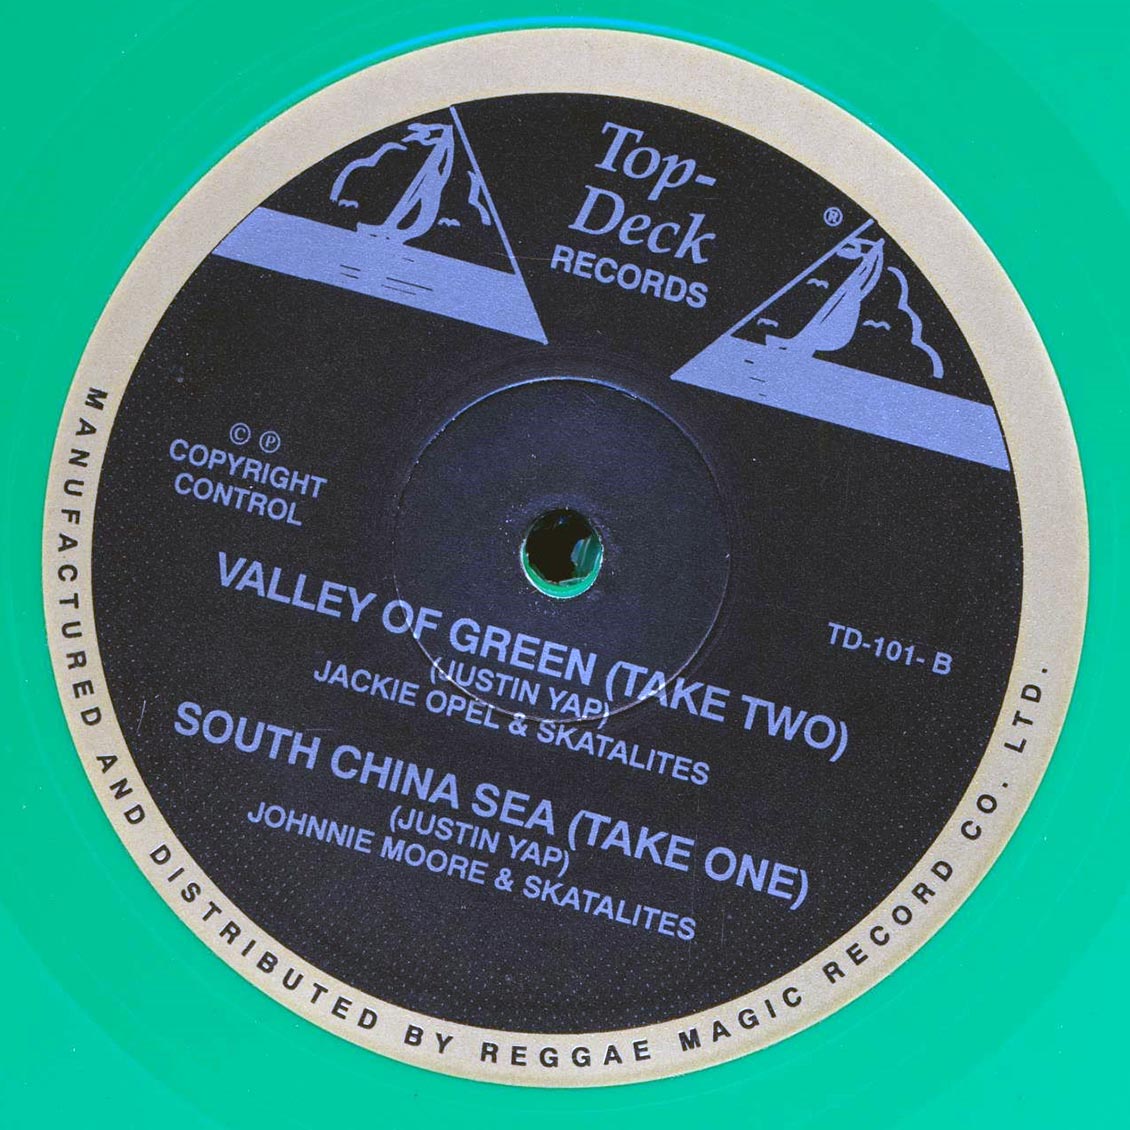 Top-
Deck
RECORDS
®
© ℗
COPYRIGHT
CONTROL
VALLEY OF GREEN (TAKE TWO)
(JUSTIN YAP)
JACKIE OPEL & SKATALITES
TD-101- B
SOUTH CHINA SEA (TAKE ONE)
(JUSTIN YAP)
JOHNNIE MOORE & SKATALITES
MANUFACTURED AND DISTRIBUTED BY REGGAE MAGIC RECORD CO. LTD.